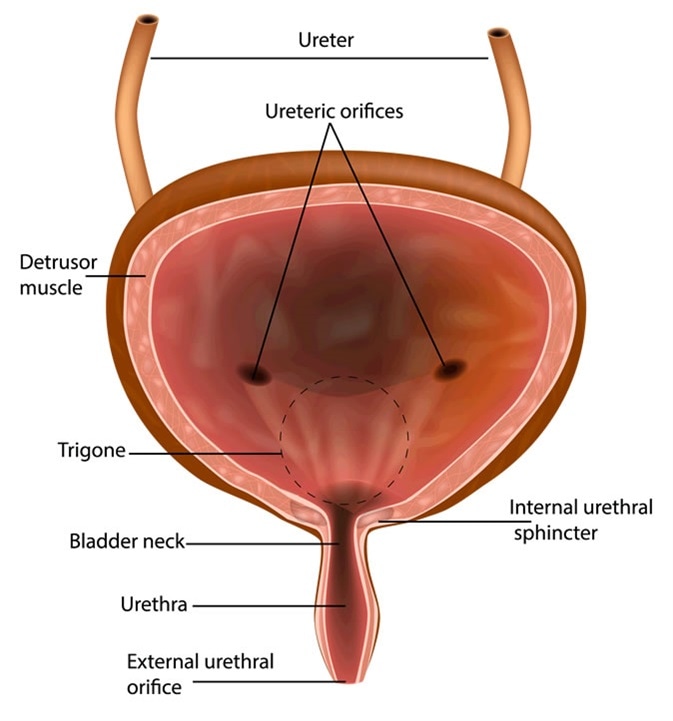 Ureter
Ureteric orifices
Detrusor
muscle
Trigone
Internal urethral
sphincter
Bladder neck
Urethra
External urethral
orifice